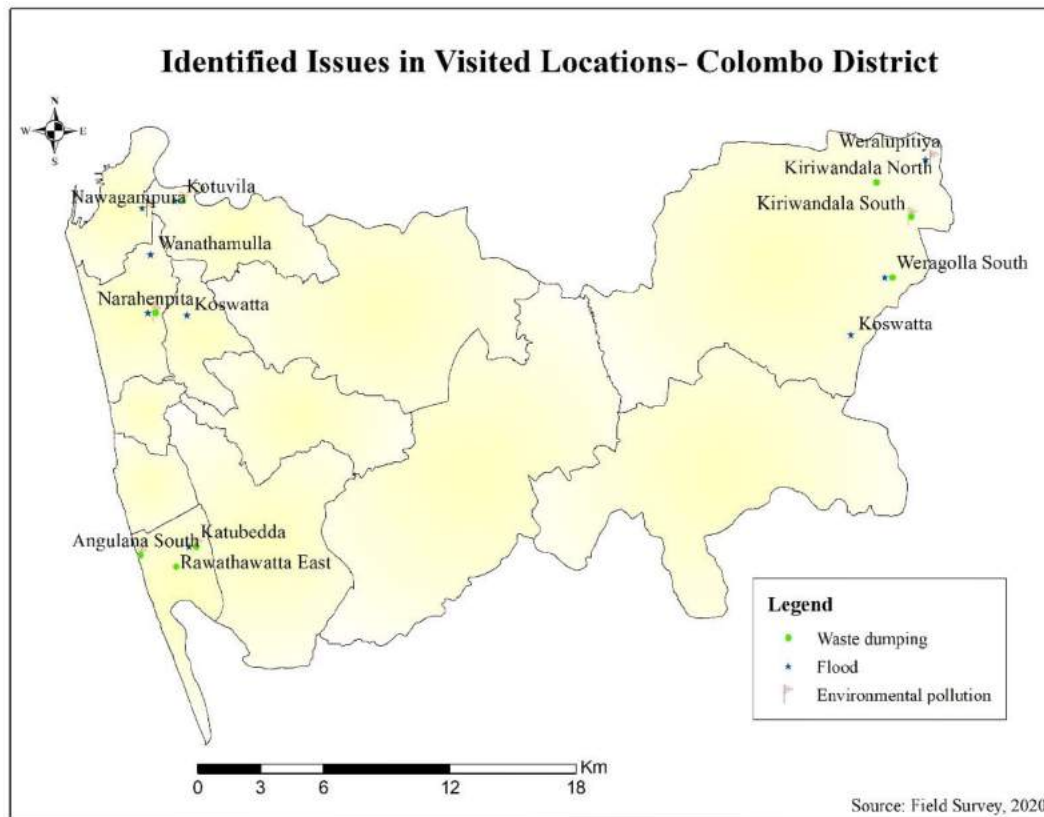 Identified Issues in Visited Locations- Colombo District
N
W E
S
Weralupitiya
Kiriwandala North
Kotuvila
Nawagampura
Kiriwandala South
Wanathamulla
Weragolla South
Narahenpita
Koswatta
Koswatta
Katubedda
Angulana South
Rawathawatta East
Legend
Waste dumping
Flood
Environmental pollution
Km
0 3 6 12 18
Source: Field Survey, 2020